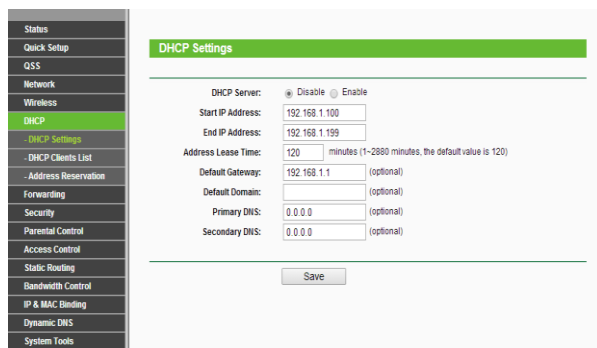 Status
Quick Setup
QSS
Network
Wireless
DHCP
- DHCP Settings
- DHCP Clients List
- Address Reservation
Forwarding
Security
Parental Control
Access Control
Static Routing
Bandwidth Control
IP & MAC Binding
Dynamic DNS
System Tools
DHCP Settings
DHCP Server: Disable Enable
Start IP Address: 192.168.1.100
End IP Address: 192.168.1.199
Address Lease Time: 120 minutes (1~2880 minutes, the default value is 120)
Default Gateway: 192.168.1.1 (optional)
Default Domain: (optional)
Primary DNS: 0.0.0.0 (optional)
Secondary DNS: 0.0.0.0 (optional)
Save